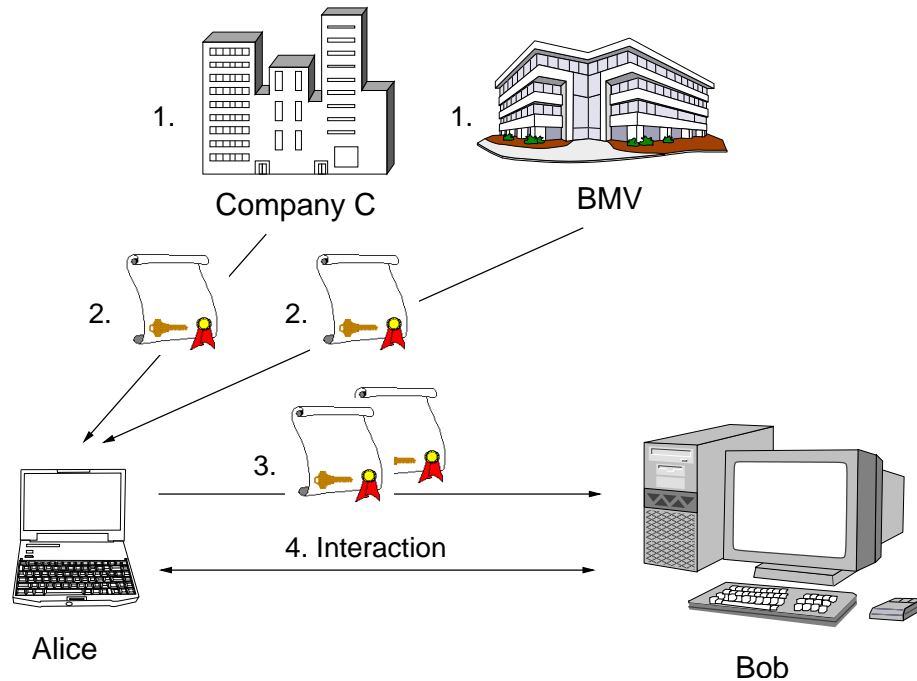 1.
1.
Company C
BMV
2.
2.
3.
4. Interaction
Alice
Bob